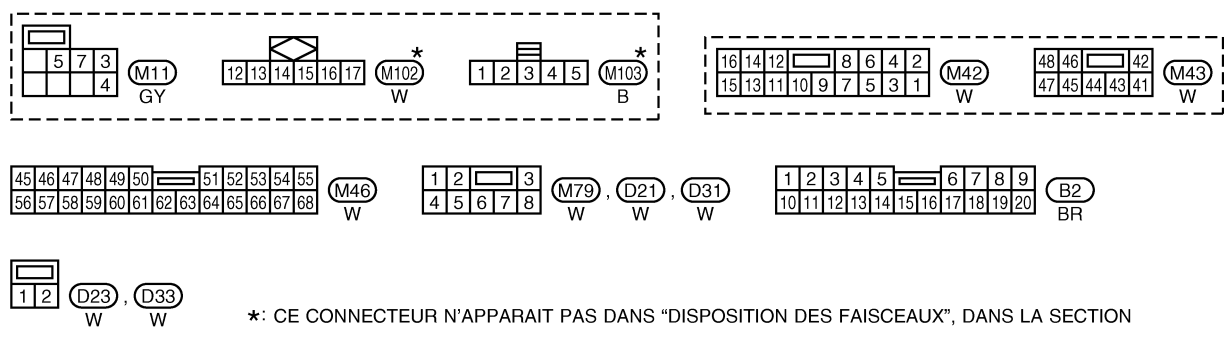 5 7 3 M11 * 12 13 14 15 16 17 M102 * 1 2 3 4 5 M103
4 GY W B
16 14 12 8 6 4 2 M42 48 46 42 M43
15 13 11 10 9 7 5 3 1 W 47 45 44 43 41 W
45 46 47 48 49 50 51 52 53 54 55 M46 1 2 3 M79 , D21 , D31 1 2 3 4 5 6 7 8 9 B2
56 57 58 59 60 61 62 63 64 65 66 67 68 W 4 5 6 7 8 W W W 10 11 12 13 14 15 16 17 18 19 20 BR
1 2 D23 , D33
W W
*: CE CONNECTEUR N'APPARAIT PAS DANS “DISPOSITION DES FAISCEAUX”, DANS LA SECTION